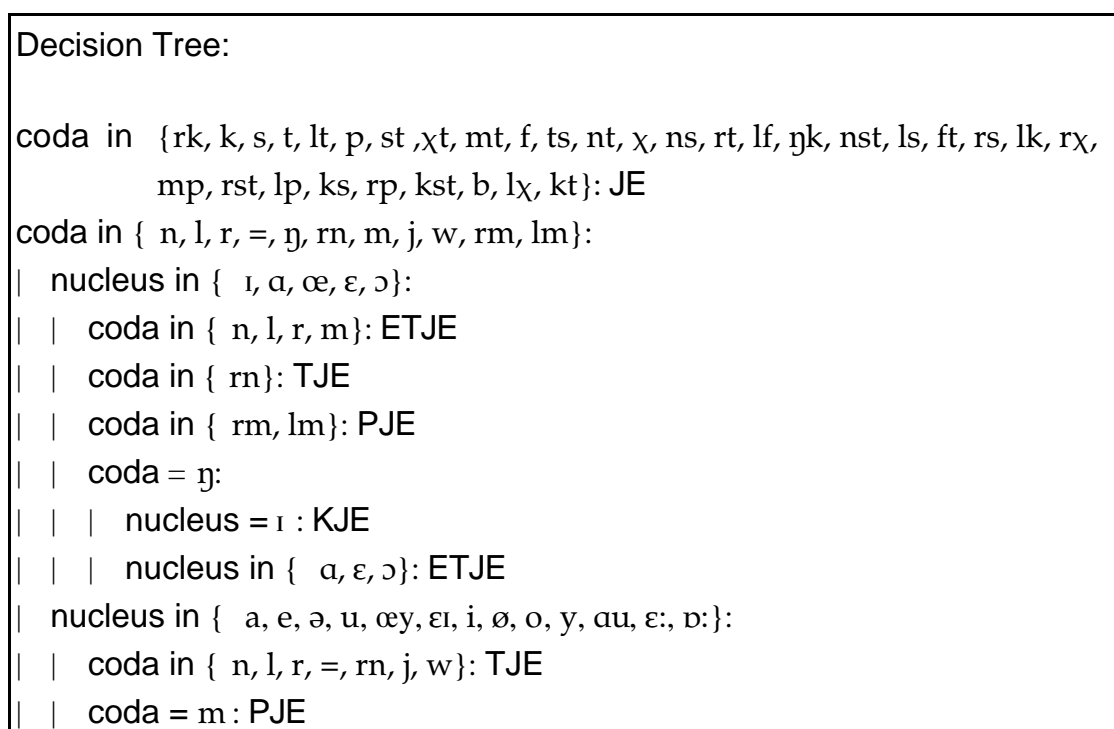 Decision Tree:
coda in {rk, k, s, t, lt, p, st ,χt, mt, f, ts, nt, χ, ns, rt, lf, ŋk, nst, ls, ft, rs, lk, rχ,
mp, rst, lp, ks, rp, kst, b, lχ, kt}: JE
coda in { n, l, r, =, ŋ, rn, m, j, w, rm, lm}:
| nucleus in { ɪ, ɑ, œ, ɛ, ɔ}:
| | coda in { n, l, r, m}: ETJE
| | coda in { rn}: TJE
| | coda in { rm, lm}: PJE
| | coda = ŋ:
| | | nucleus = ɪ : KJE
| | | nucleus in { ɑ, ɛ, ɔ}: ETJE
| nucleus in { a, e, ə, u, œy, ɛɪ, i, ø, o, y, ɑu, ɛ:, ɒ:}:
| | coda in { n, l, r, =, rn, j, w}: TJE
| | coda = m : PJE